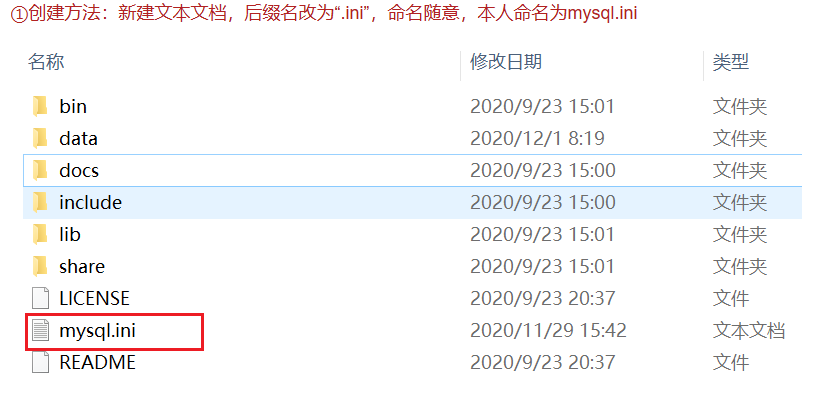 ①创建方法：新建文本文档，后缀名改为“.ini”，命名随意，本人命名为mysql.ini
名称 修改日期 类型
bin 2020/9/23 15:01 文件夹
data 2020/12/1 8:19 文件夹
docs 2020/9/23 15:00 文件夹
include 2020/9/23 15:00 文件夹
lib 2020/9/23 15:01 文件夹
share 2020/9/23 15:01 文件夹
LICENSE 2020/9/23 20:37 文件
mysql.ini 2020/11/29 15:42 文本文档
README 2020/9/23 20:37 文件